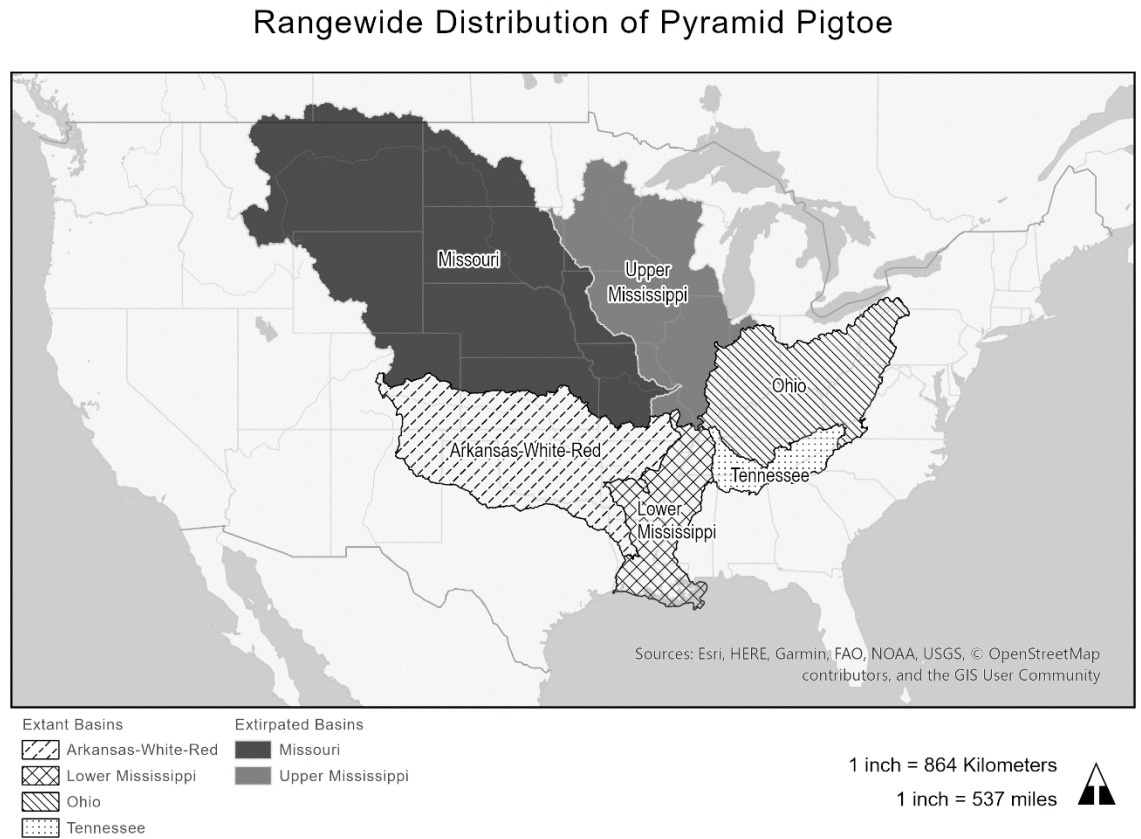 Rangewide Distribution of Pyramid Pigtoe
Missouri
Upper
Mississippi
Ohio
Arkansas-White-Red
Tennessee
Lower
Mississippi
Sources: Esri, HERE, Garmin, FAO, NOAA, USGS, © OpenStreetMap
contributors, and the GIS User Community
Extant Basins
Arkansas-White-Red
Lower Mississippi
Ohio
Tennessee
Extirpated Basins
Missouri
Upper Mississippi
1 inch = 864 Kilometers
1 inch = 537 miles